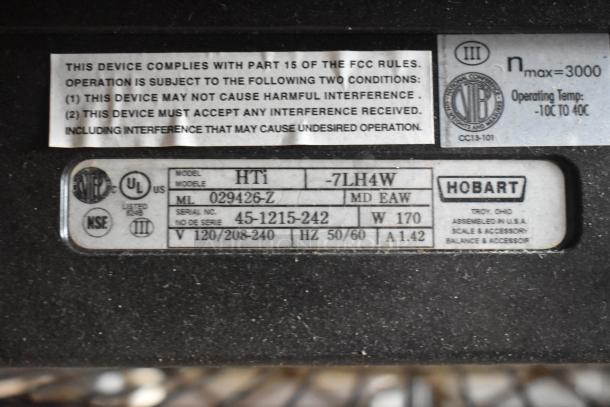 THIS DEVICE COMPLIES WITH PART 15 OF THE FCC RULES.
OPERATION IS SUBJECT TO THE FOLLOWING TWO CONDITIONS:
(1) THIS DEVICE MAY NOT CAUSE HARMFUL INTERFERENCE .
(2) THIS DEVICE MUST ACCEPT ANY INTERFERENCE RECEIVED.
INCLUDING INTERFERENCE THAT MAY CAUSE UNDESIRED OPERATION.
III
nmax=3000
NTEP
Operating Temp:
-10C TO 40C
CC13-101
NTEP
C UL US
LISTED
NSF
III
MODEL HTi -7LH4W
MODELE
ML 029426-Z MD EAW
SERIAL NO. 45-1215-242 W 170
NO DE SERIE
V 120/208-240 HZ 50/60 A 1.42
HOBART
TROY, OHIO
ASSEMBLED IN U.S.A.
SCALE & ACCESSORY
BALANCE & ACCESSOIR